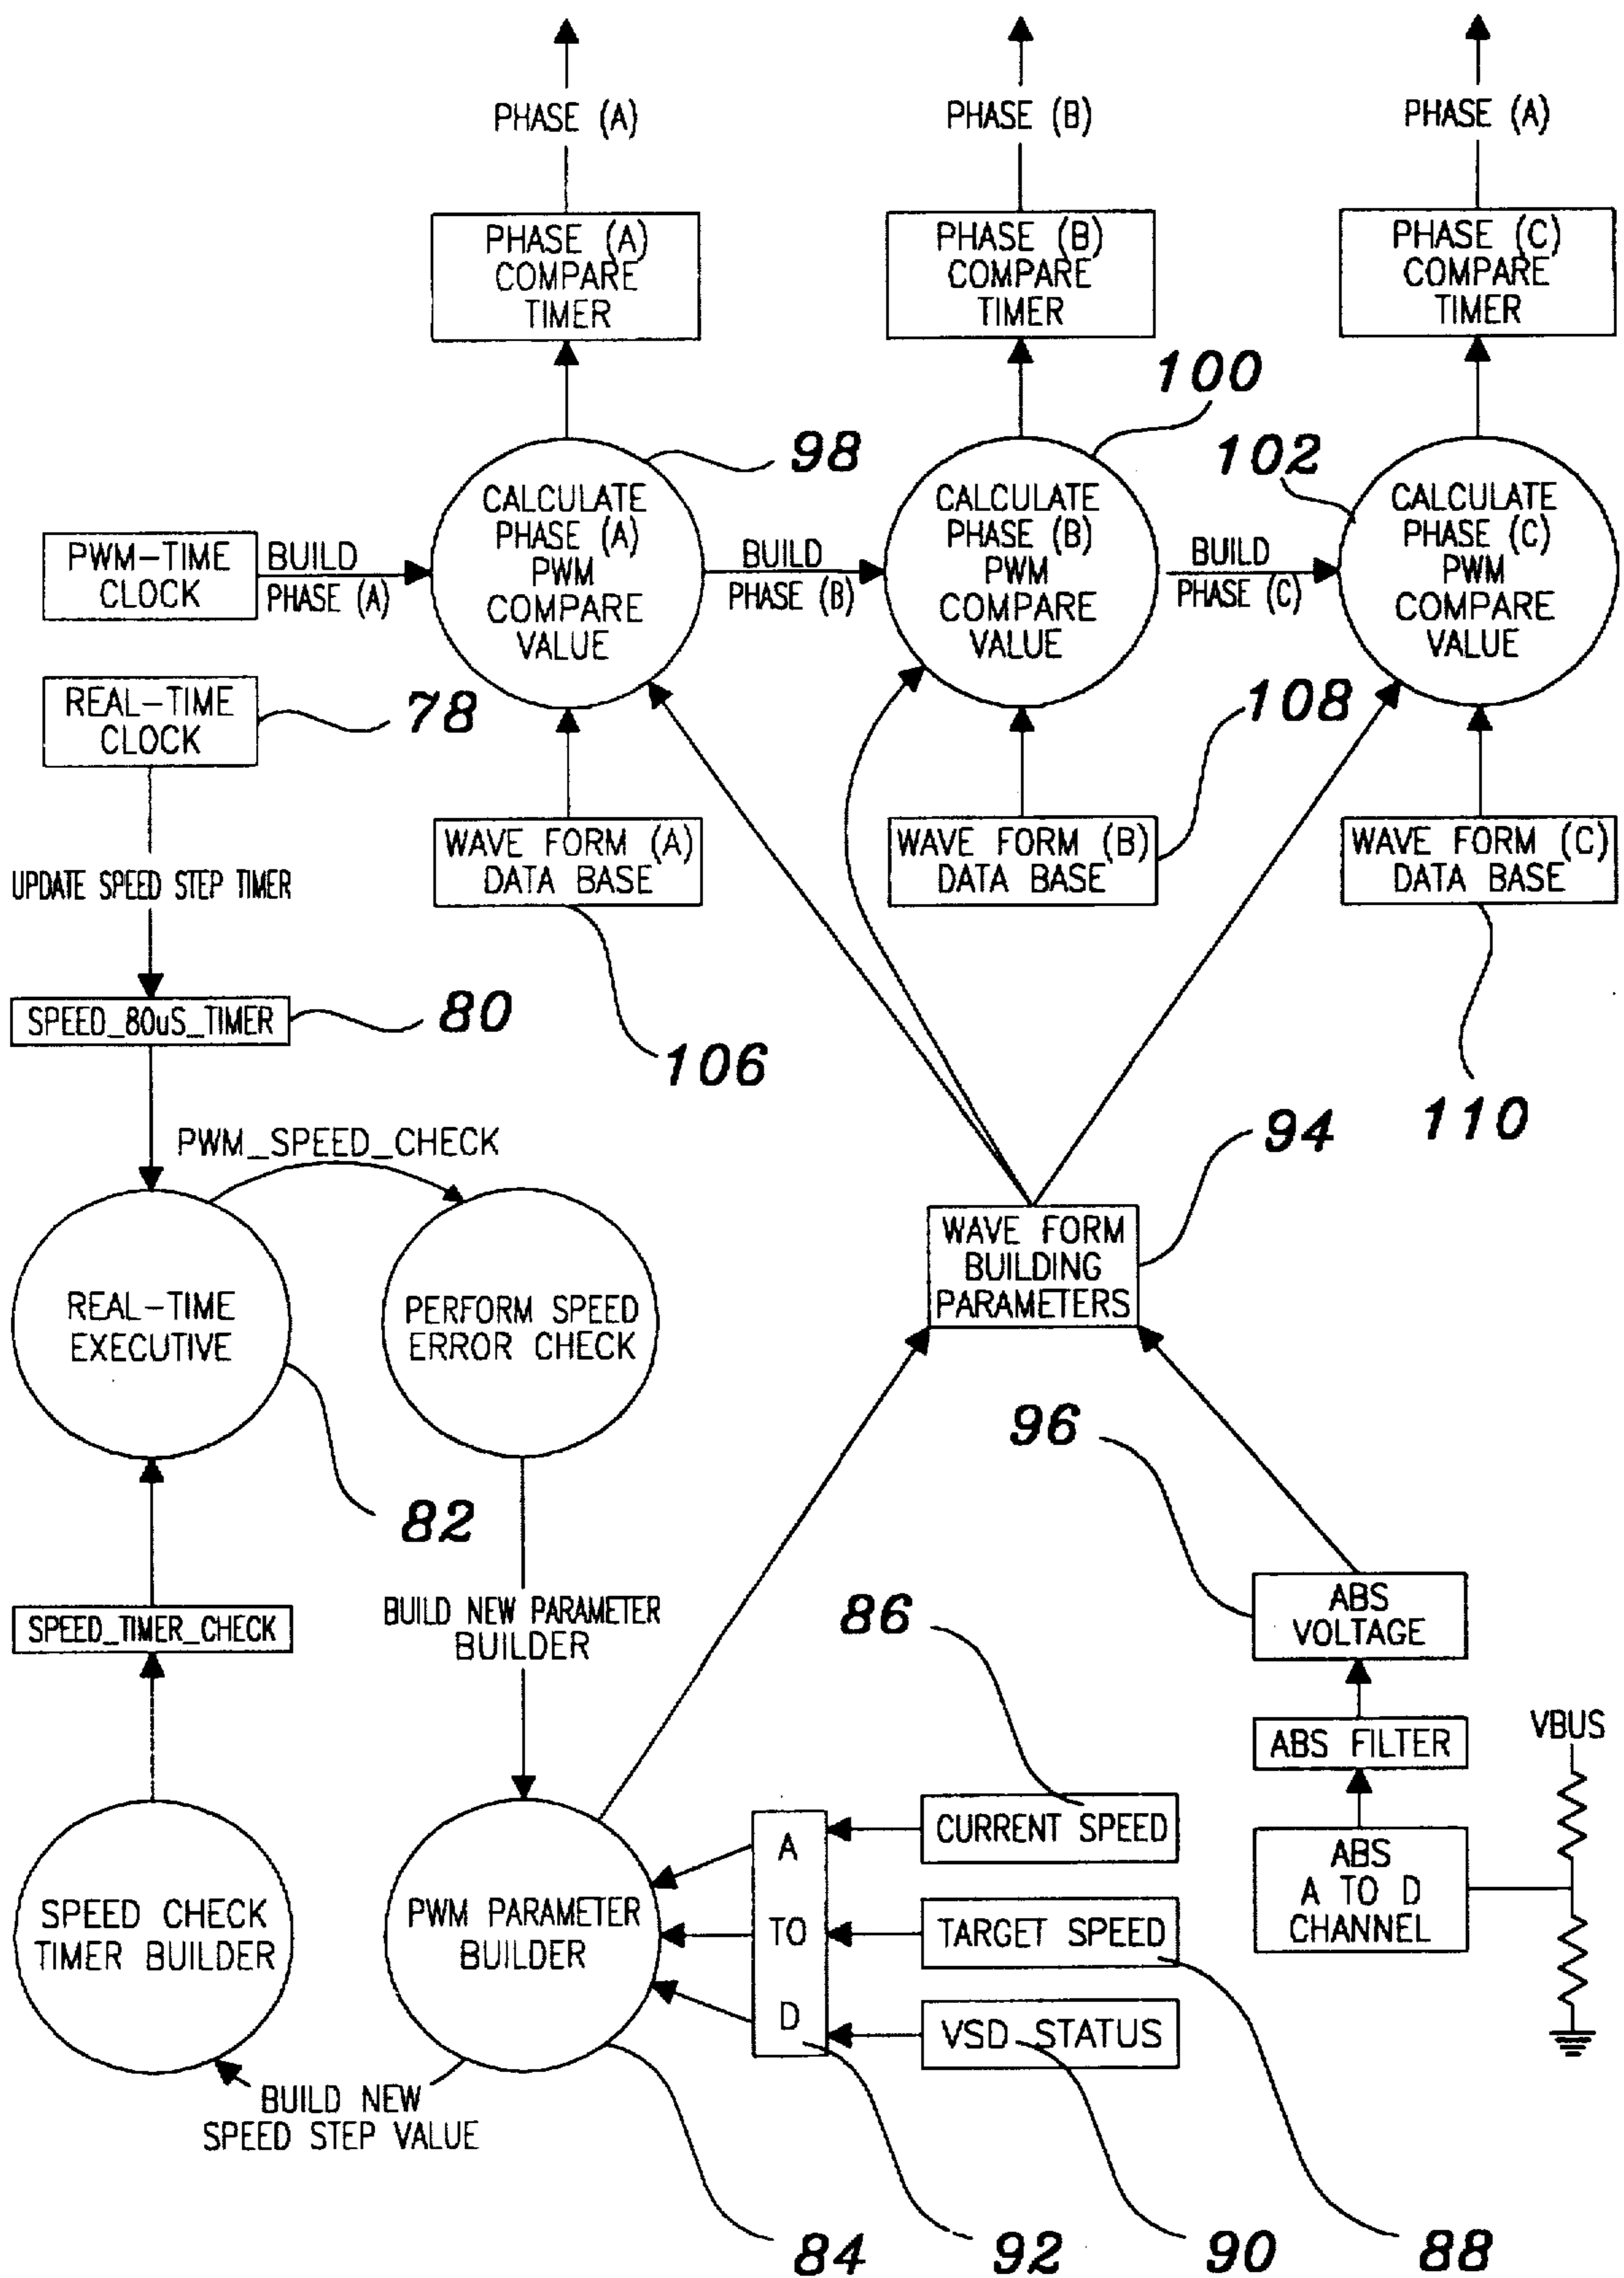 PHASE (A)
PHASE (B)
PHASE (A)
PHASE (A)
COMPARE
TIMER
PHASE (B)
COMPARE
TIMER
PHASE (C)
COMPARE
TIMER
100
98
102
CALCULATE
PHASE (A)
PWM
COMPARE
VALUE
CALCULATE
PHASE (B)
PWM
COMPARE
VALUE
CALCULATE
PHASE (C)
PWM
COMPARE
VALUE
PWM-TIME
CLOCK
BUILD
PHASE (A)
BUILD
PHASE (B)
BUILD
PHASE (C)
REAL-TIME
CLOCK
78
108
WAVE FORM (A)
DATA BASE
WAVE FORM (B)
DATA BASE
WAVE FORM (C)
DATA BASE
UPDATE SPEED STEP TIMER
SPEED_80uS_TIMER
80
106
110
94
PWM_SPEED_CHECK
WAVE FORM
BUILDING
PARAMETERS
REAL-TIME
EXECUTIVE
PERFORM SPEED
ERROR CHECK
96
82
SPEED_TIMER_CHECK
BUILD NEW PARAMETER
BUILDER
86
ABS
VOLTAGE
ABS FILTER
VBUS
CURRENT SPEED
A
TO
D
ABS
A TO D
CHANNEL
SPEED CHECK
TIMER BUILDER
PWM PARAMETER
BUILDER
TARGET SPEED
VSD STATUS
BUILD NEW
SPEED STEP VALUE
84
92
90
88